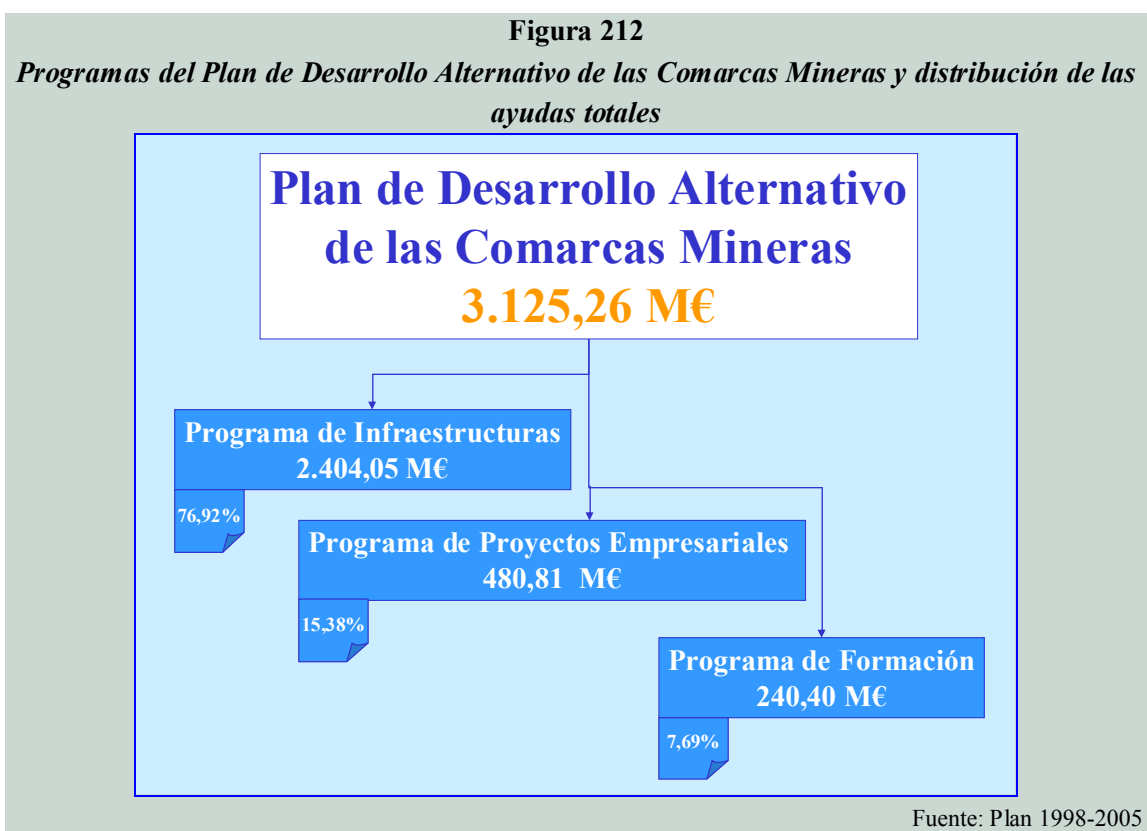 Figura 212
Programas del Plan de Desarrollo Alternativo de las Comarcas Mineras y distribución de las
ayudas totales
Plan de Desarrollo Alternativo
de las Comarcas Mineras
3.125,26 M€
Programa de Infraestructuras
2.404,05 M€
76,92%
Programa de Proyectos Empresariales
480,81 M€
15,38%
Programa de Formación
240,40 M€
7,69%
Fuente: Plan 1998-2005